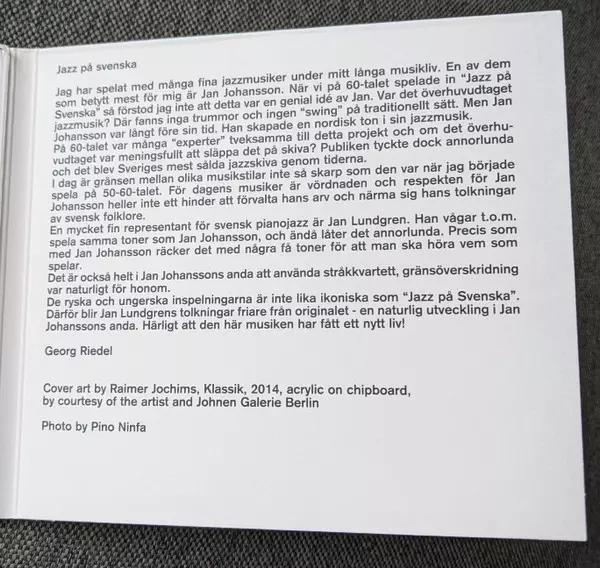 Jazz på svenska
Jag har spelat med många fina jazzmusiker under mitt långa musikliv. En av dem
som betytt mest för mig är Jan Johansson. När vi på 60-talet spelade in “Jazz på
Svenska” så förstod jag inte att detta var en genial idé av Jan. Var det överhuvudtaget
jazzmusik? Där fanns inga trummor och ingen “swing” på traditionellt sätt. Men Jan
Johansson var långt före sin tid. Han skapade en nordisk ton i sin jazzmusik.
På 60-talet var många “experter” tveksamma till detta projekt och om det överhu-
vudtaget var meningsfullt att släppa det på skiva? Publiken tyckte dock annorlunda
och det blev Sveriges mest sålda jazzskiva genom tiderna.
I dag är gränsen mellan olika musikstilar inte så skarp som den var när jag började
spela på 50-60-talet. För dagens musiker är vördnaden och respekten för Jan
Johansson heller inte ett hinder att förvalta hans arv och närma sig hans tolkningar
av svensk folklore.
En mycket fin representant för svensk pianojazz är Jan Lundgren. Han vågar t.o.m.
spela samma toner som Jan Johansson, och ändå låter det annorlunda. Precis som
med Jan Johansson räcker det med några få toner för att man ska höra vem som
spelar.
Det är också helt i Jan Johanssons anda att använda stråkkvartett, gränsöverskridning
var naturligt för honom.
De ryska och ungerska inspelningarna är inte lika ikoniska som “Jazz på Svenska”.
Därför blir Jan Lundgrens tolkningar friare från originalet - en naturlig utveckling i Jan
Johanssons anda. Härligt att den här musiken har fått ett nytt liv!
Georg Riedel
Cover art by Raimer Jochims, Klassik, 2014, acrylic on chipboard,
by courtesy of the artist and Johnen Galerie Berlin
Photo by Pino Ninfa